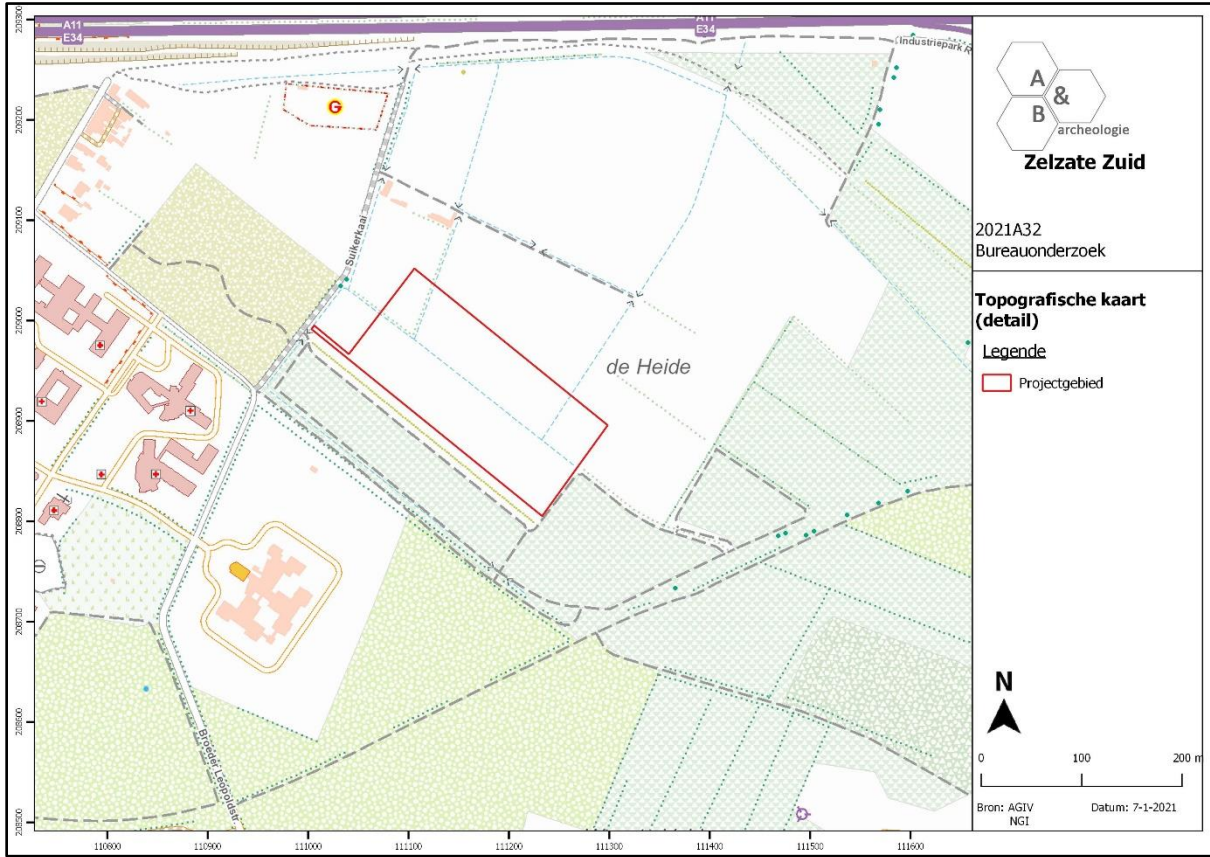 A11
E34
A11
E34
Industriepark R
G
Suikerkaai
de Heide
Broeder Leopoldstr.
209300
209200
209100
209000
208900
208800
208700
208600
208500
110800
110900
111000
111100
111200
111300
111400
111500
111600
A
&
B
archeologie
Zelzate Zuid
2021A32
Bureauonderzoek
Topografische kaart
(detail)
Legende
Projectgebied
N
0 100 200 m
Bron: AGIV Datum: 7-1-2021
NGI